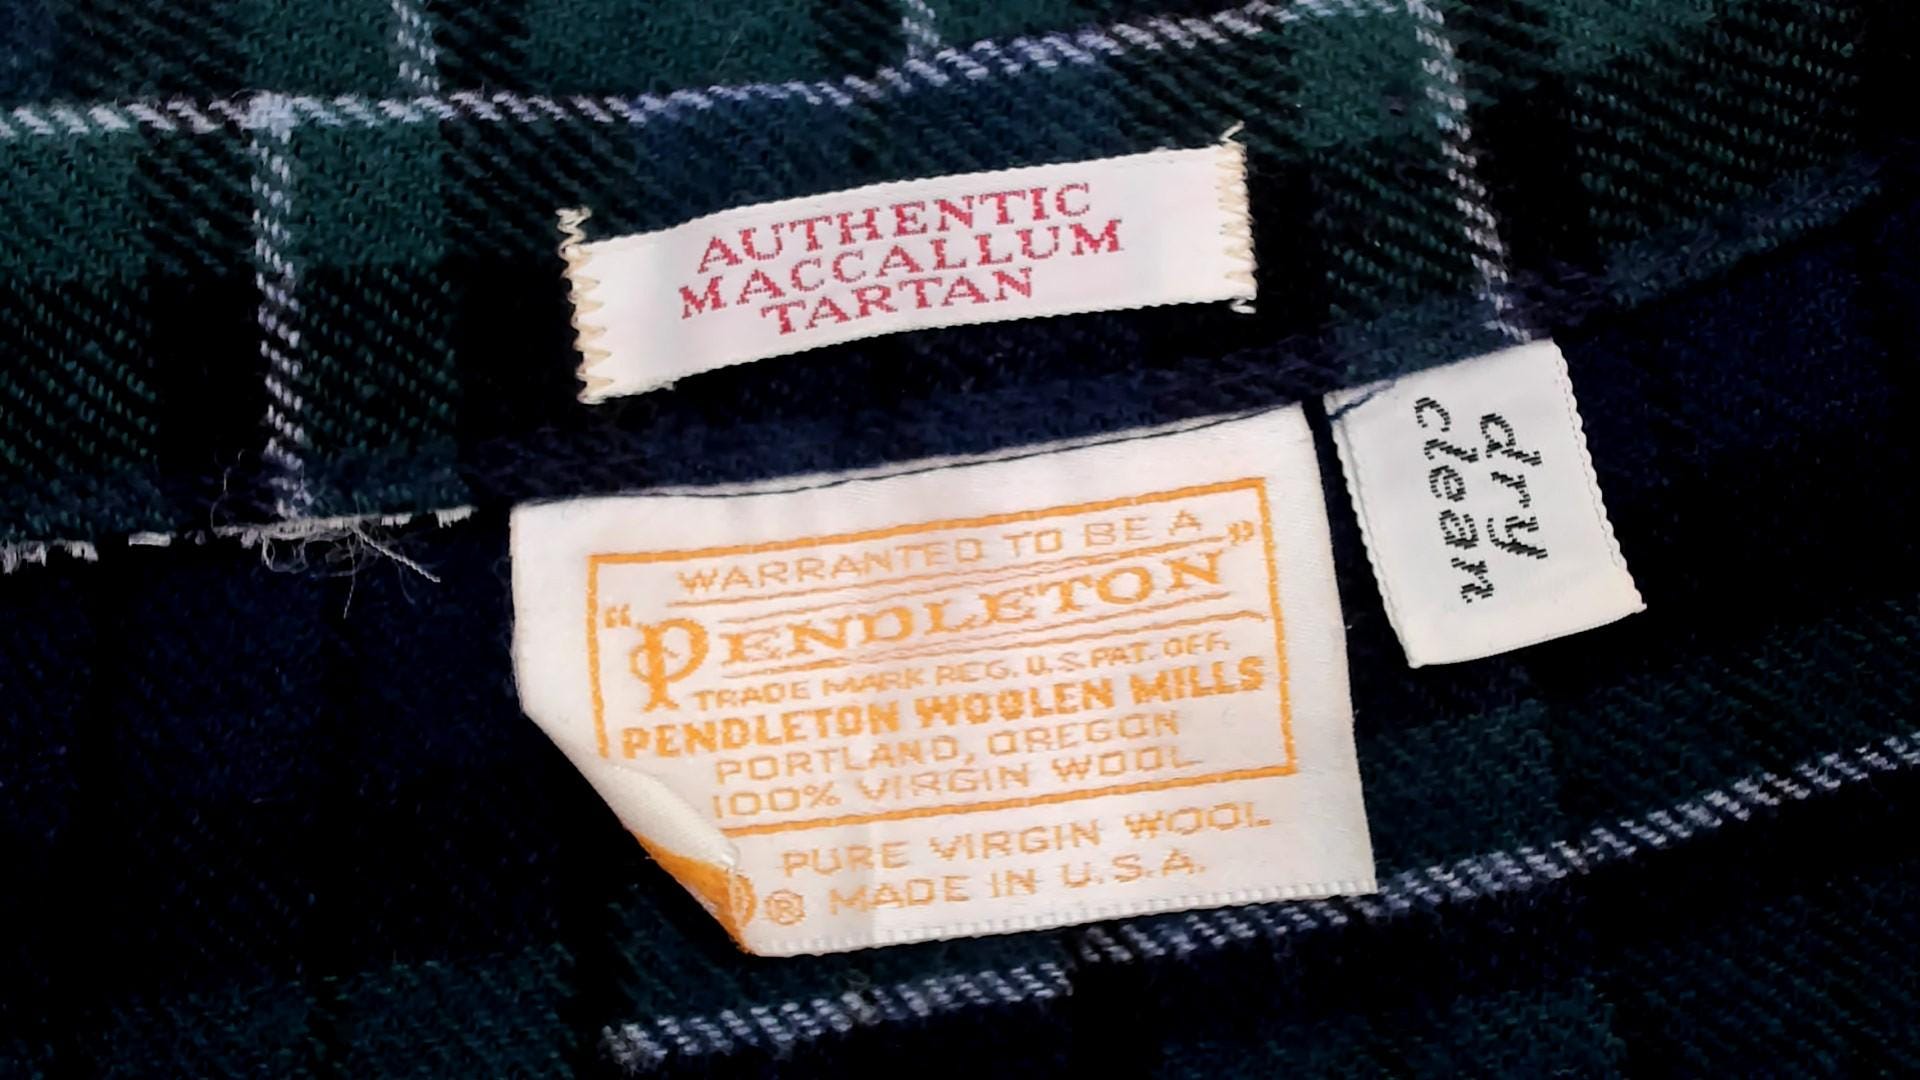 AUTHENTIC
MACCALLUM
TARTAN
WARRANTED TO BE A
“PENDLETON”
TRADE MARK REG. U.S. PAT. OFF.
PENDLETON WOOLEN MILLS
PORTLAND, OREGON
100% VIRGIN WOOL
PURE VIRGIN WOOL
® MADE IN U.S.A.
dry
clean